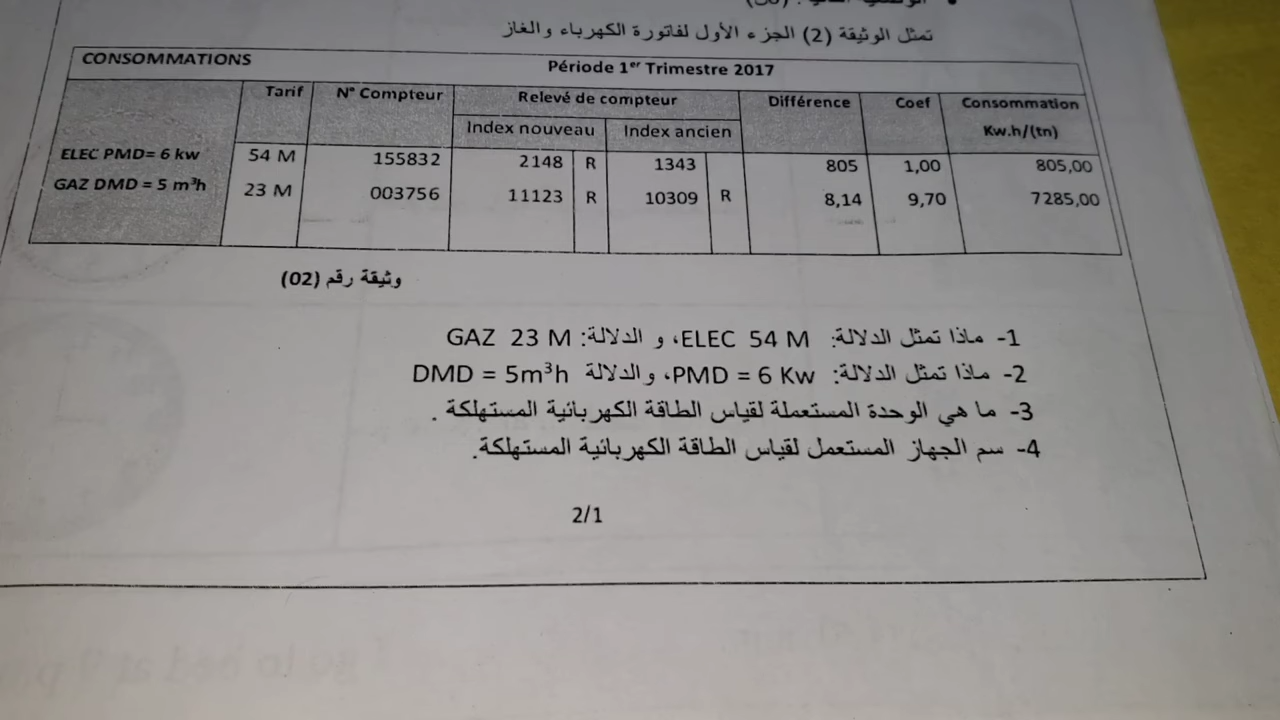 تمثل الوثيقة (2) الجزء الأول لفاتورة الكهرباء والغاز
CONSOMMATIONS Période 1er Trimestre 2017
Tarif N° Compteur Relevé de compteur Différence Coef Consommation
Index nouveau Index ancien Kw.h/(tn)
ELEC PMD= 6 kw 54 M 155832 2148 R 1343 805 1,00 805,00
GAZ DMD = 5 m³h 23 M 003756 11123 R 10309 R 8,14 9,70 7285,00
وثيقة رقم (02)
1- ماذا تمثل الدلالة: ELEC 54 M، و الدلالة: GAZ 23 M
2- ماذا تمثل الدلالة: PMD = 6 Kw، والدلالة DMD = 5m³h
3- ما هي الوحدة المستعملة لقياس الطاقة الكهربائية المستهلكة .
4- سم الجهاز المستعمل لقياس الطاقة الكهربائية المستهلكة.
2/1